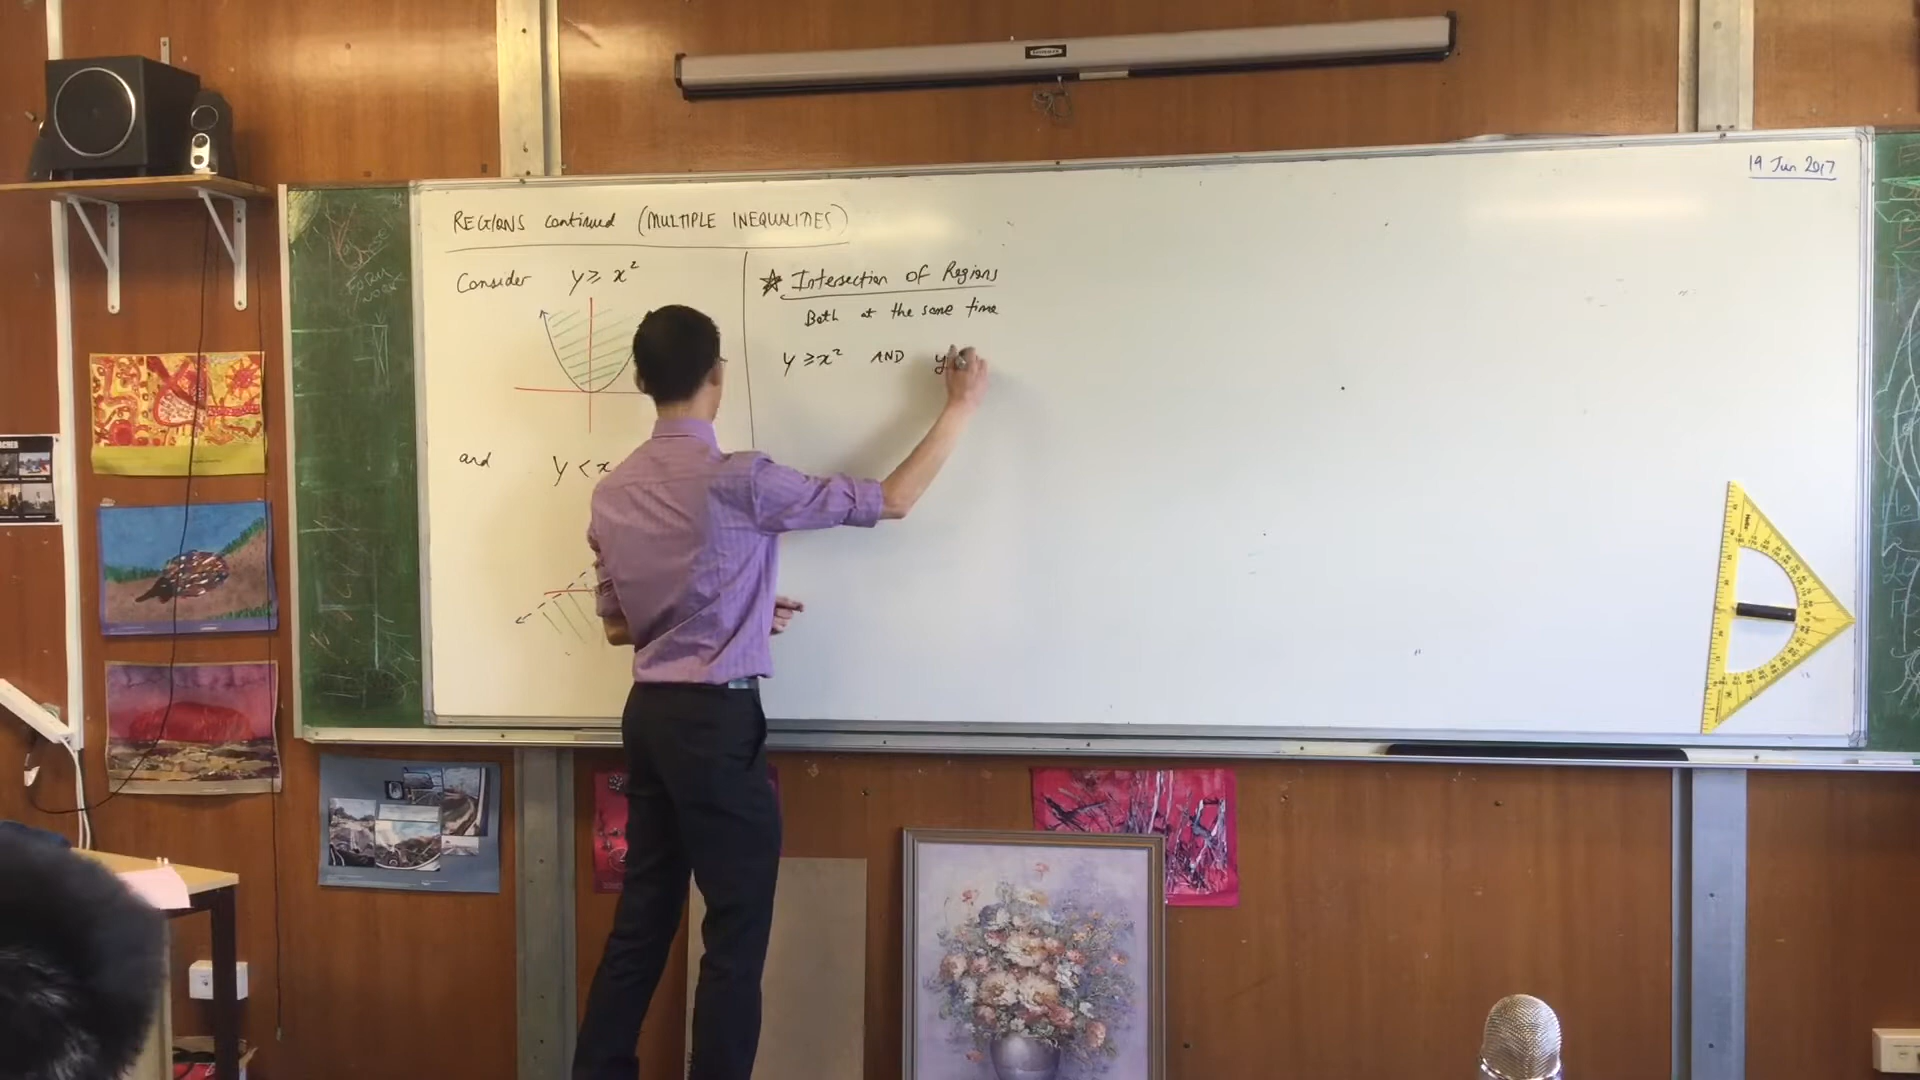 19 Jun 2017
REGIONS continued (MULTIPLE INEQUALITIES)
Consider y ≥ x²
and y < x
★ Intersection of Regions
Both at the same time
y ≥ x² AND y